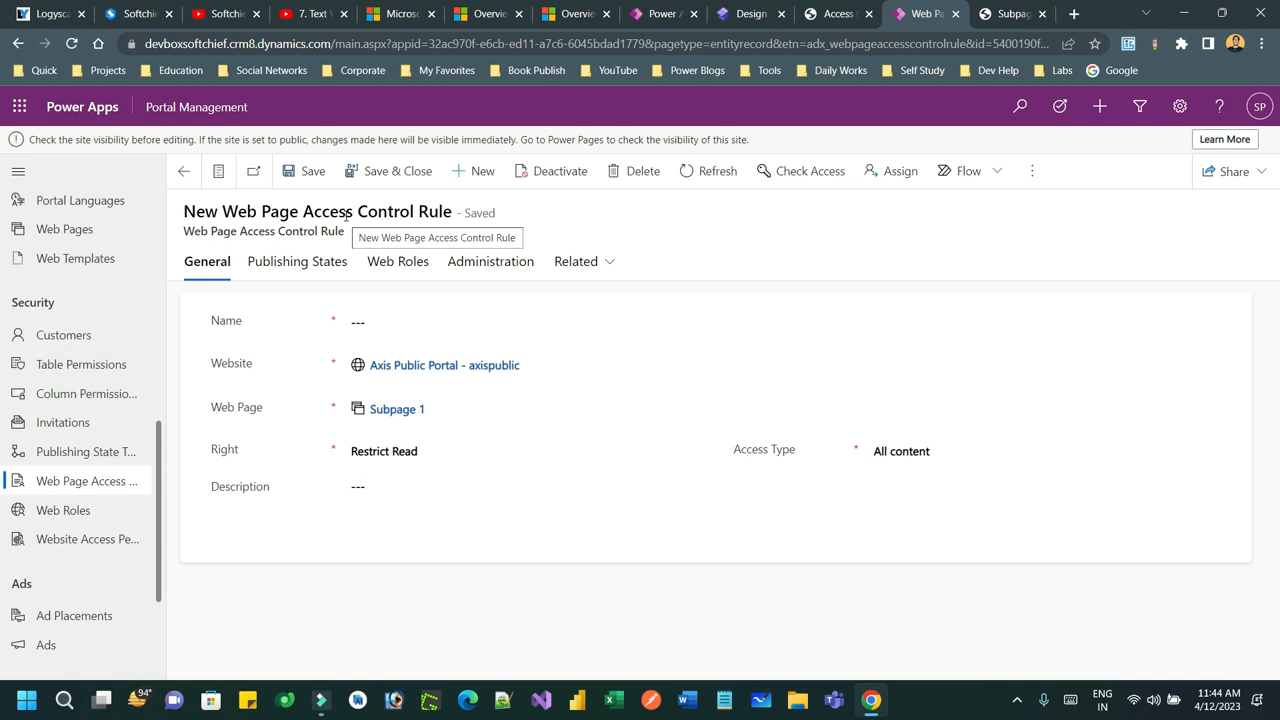 Logysca
Softchie
Softchie
7. Text \
Microso
Overvie
Overvie
Power A
Design
Access
Web Pa
Subpag
devboxsoftchief.crm8.dynamics.com/main.aspx?appid=32ac970f-e6cb-ed11-a7c6-6045bdad1779&pagetype=entityrecord&etn=adx_webpageaccesscontrolrule&id=5400190f...
Quick Projects Education Social Networks Corporate My Favorites Book Publish YouTube Power Blogs Tools Daily Works Self Study Dev Help Labs Google
Power Apps Portal Management
SP
Check the site visibility before editing. If the site is set to public, changes made here will be visible immediately. Go to Power Pages to check the visibility of this site.
Learn More
Save Save & Close New Deactivate Delete Refresh Check Access Assign Flow Share
Portal Languages
Web Pages
Web Templates
Security
Customers
Table Permissions
Column Permissio...
Invitations
Publishing State T...
Web Page Access ...
Web Roles
Website Access Pe...
Ads
Ad Placements
Ads
New Web Page Access Control Rule - Saved
Web Page Access Control Rule
New Web Page Access Control Rule
General Publishing States Web Roles Administration Related
Name * ---
Website * Axis Public Portal - axispublic
Web Page * Subpage 1
Right * Restrict Read
Access Type * All content
Description ---
94°
ENG
IN
11:44 AM
4/12/2023